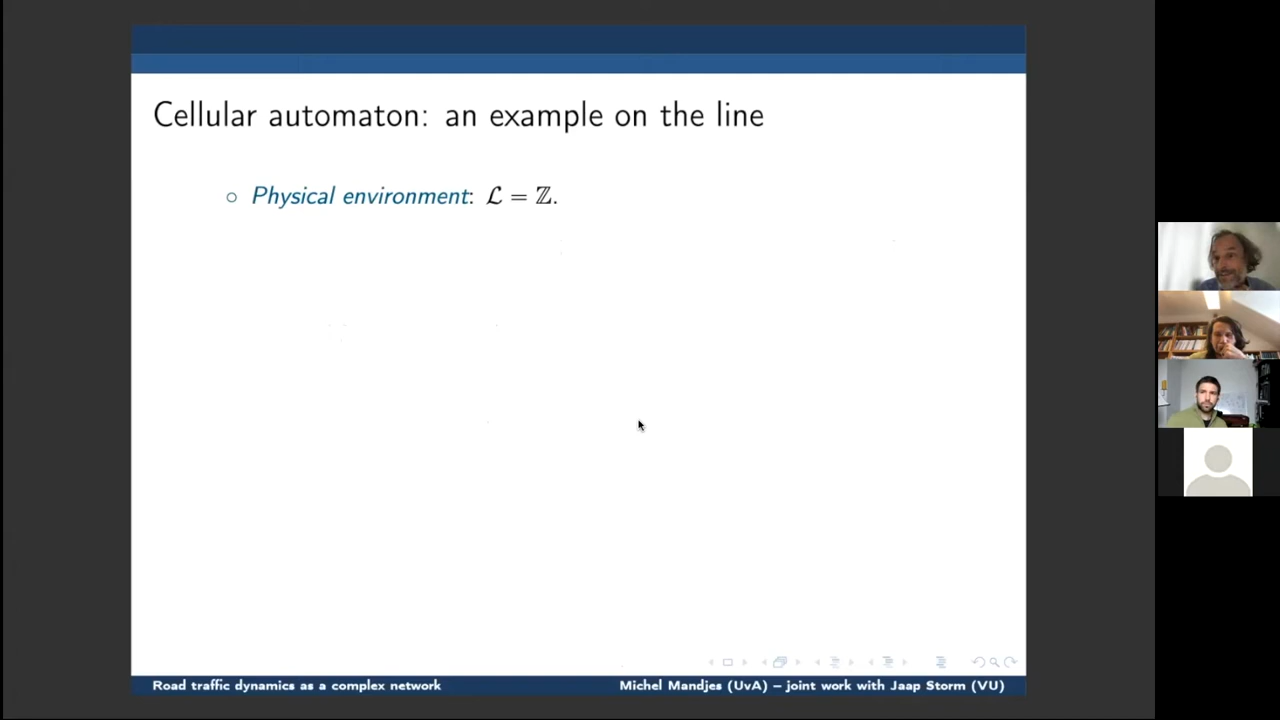 Cellular automaton: an example on the line
○ Physical environment: ℒ = ℤ.
Road traffic dynamics as a complex network
Michel Mandjes (UvA) – joint work with Jaap Storm (VU)